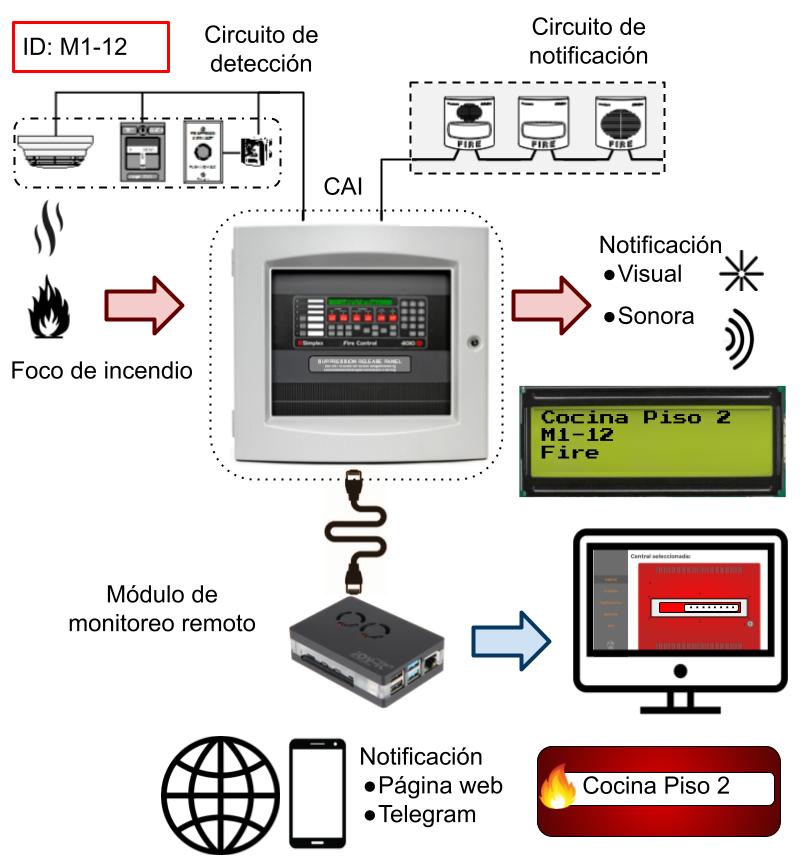 ID: M1-12
Circuito de
detección
Circuito de
notificación
FIRE
FIRE
FIRE
CAI
Notificación
●Visual
●Sonora
Foco de incendio
Simplex
Fire Control
4010
SUPPRESSION RELEASE PANEL
Cocina Piso 2
M1-12
Fire
Central seleccionada:
Módulo de
monitoreo remoto
Notificación
●Página web
●Telegram
Cocina Piso 2